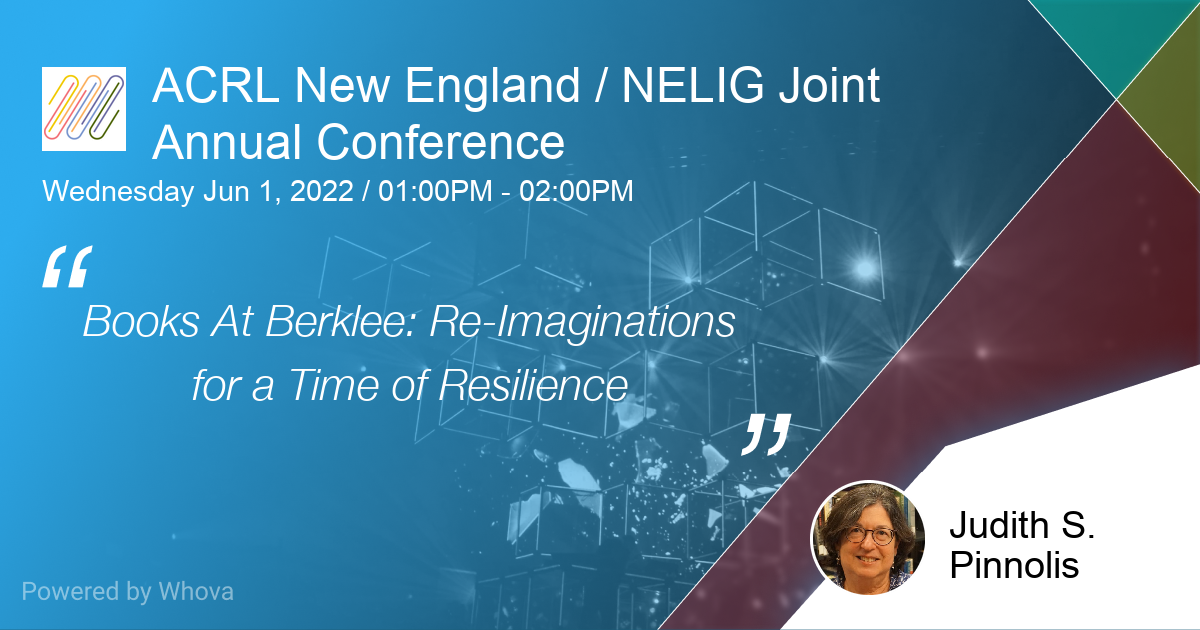 ACRL New England / NELIG Joint
Annual Conference
Wednesday Jun 1, 2022 / 01:00PM - 02:00PM
“
Books At Berklee: Re-Imaginations
for a Time of Resilience
”
Judith S.
Pinnolis
Powered by Whova